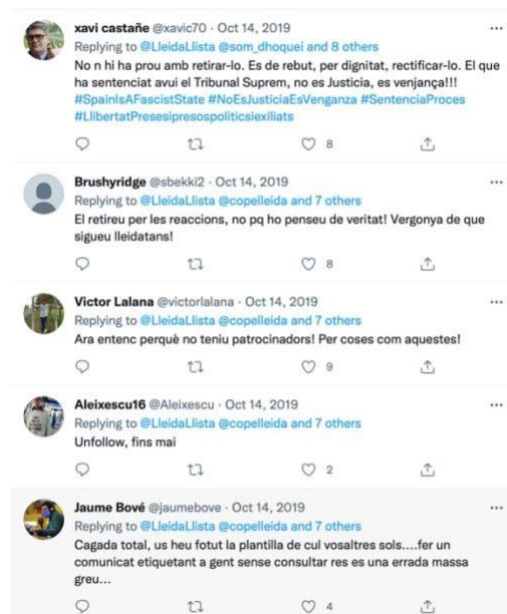 xavi castañe @xavic70 · Oct 14, 2019
Replying to @LleidaLlista @som_dhoquei and 8 others
No n hi ha prou amb retirar-lo. Es de rebut, per dignitat, rectificar-lo. El que
ha sentenciat avui el Tribunal Suprem, no es Justicia, es venjança!!!
#SpainIsAFascistState #NoEsJusticiaEsVenganza #SentenciaProces
#LlibertatPresesipresospoliticsiexiliats
8
Brushyridge @sbekki2 · Oct 14, 2019
Replying to @LleidaLlista @copelleida and 7 others
El retireu per les reaccions, no pq ho penseu de veritat! Vergonya de que
sigueu lleidatans!
8
Victor Lalana @victorlalana · Oct 14, 2019
Replying to @LleidaLlista @copelleida and 7 others
Ara entenc perquè no teniu patrocinadors! Per coses com aquestes!
9
Aleixescu16 @Aleixescu · Oct 14, 2019
Replying to @LleidaLlista @copelleida and 7 others
Unfollow, fins mai
2
Jaume Bové @jaumebove · Oct 14, 2019
Replying to @LleidaLlista @copelleida and 7 others
Cagada total, us heu fotut la plantilla de cul vosaltres sols....fer un
comunicat etiquetant a gent sense consultar res es una errada massa
greu...
4